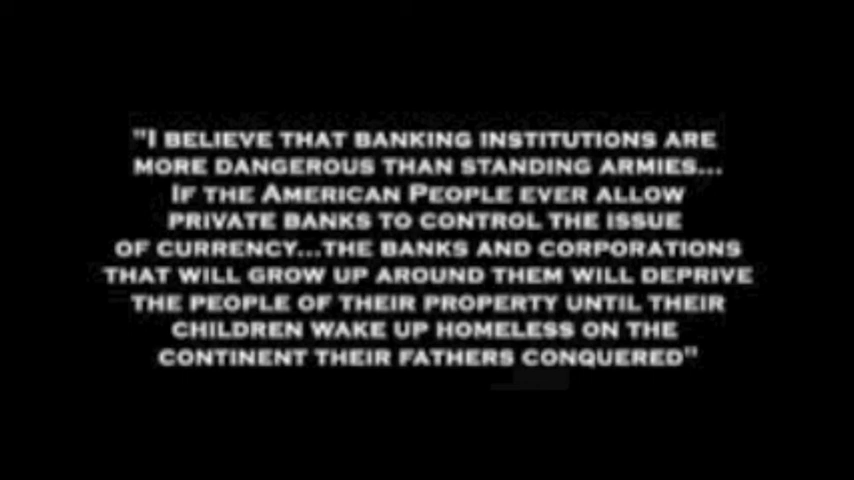 "I BELIEVE THAT BANKING INSTITUTIONS ARE
MORE DANGEROUS THAN STANDING ARMIES...
IF THE AMERICAN PEOPLE EVER ALLOW
PRIVATE BANKS TO CONTROL THE ISSUE
OF CURRENCY...THE BANKS AND CORPORATIONS
THAT WILL GROW UP AROUND THEM WILL DEPRIVE
THE PEOPLE OF THEIR PROPERTY UNTIL THEIR
CHILDREN WAKE UP HOMELESS ON THE
CONTINENT THEIR FATHERS CONQUERED"